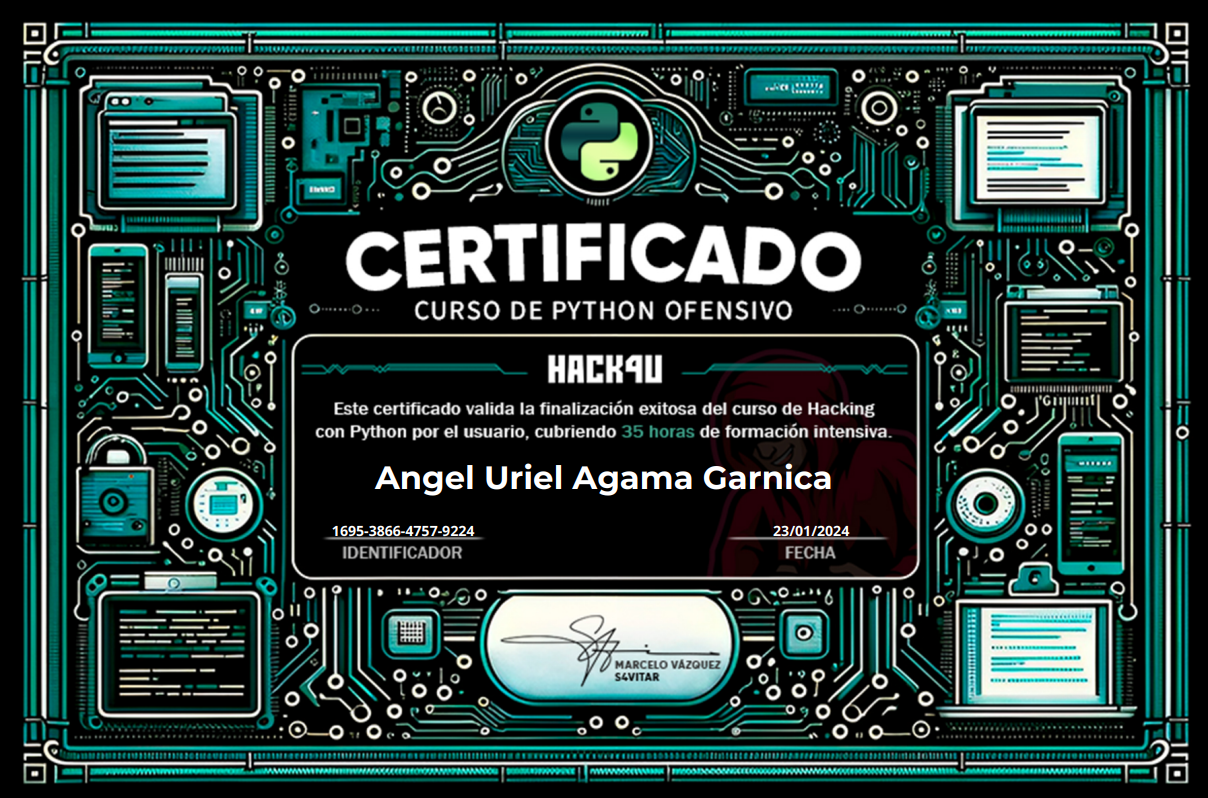 CERTIFICADO
CURSO DE PYTHON OFENSIVO
HACK4U
Este certificado valida la finalización exitosa del curso de Hacking
con Python por el usuario, cubriendo 35 horas de formación intensiva.
Angel Uriel Agama Garnica
1695-3866-4757-9224
IDENTIFICADOR
23/01/2024
FECHA
MARCELO VÁZQUEZ
S4VITAR